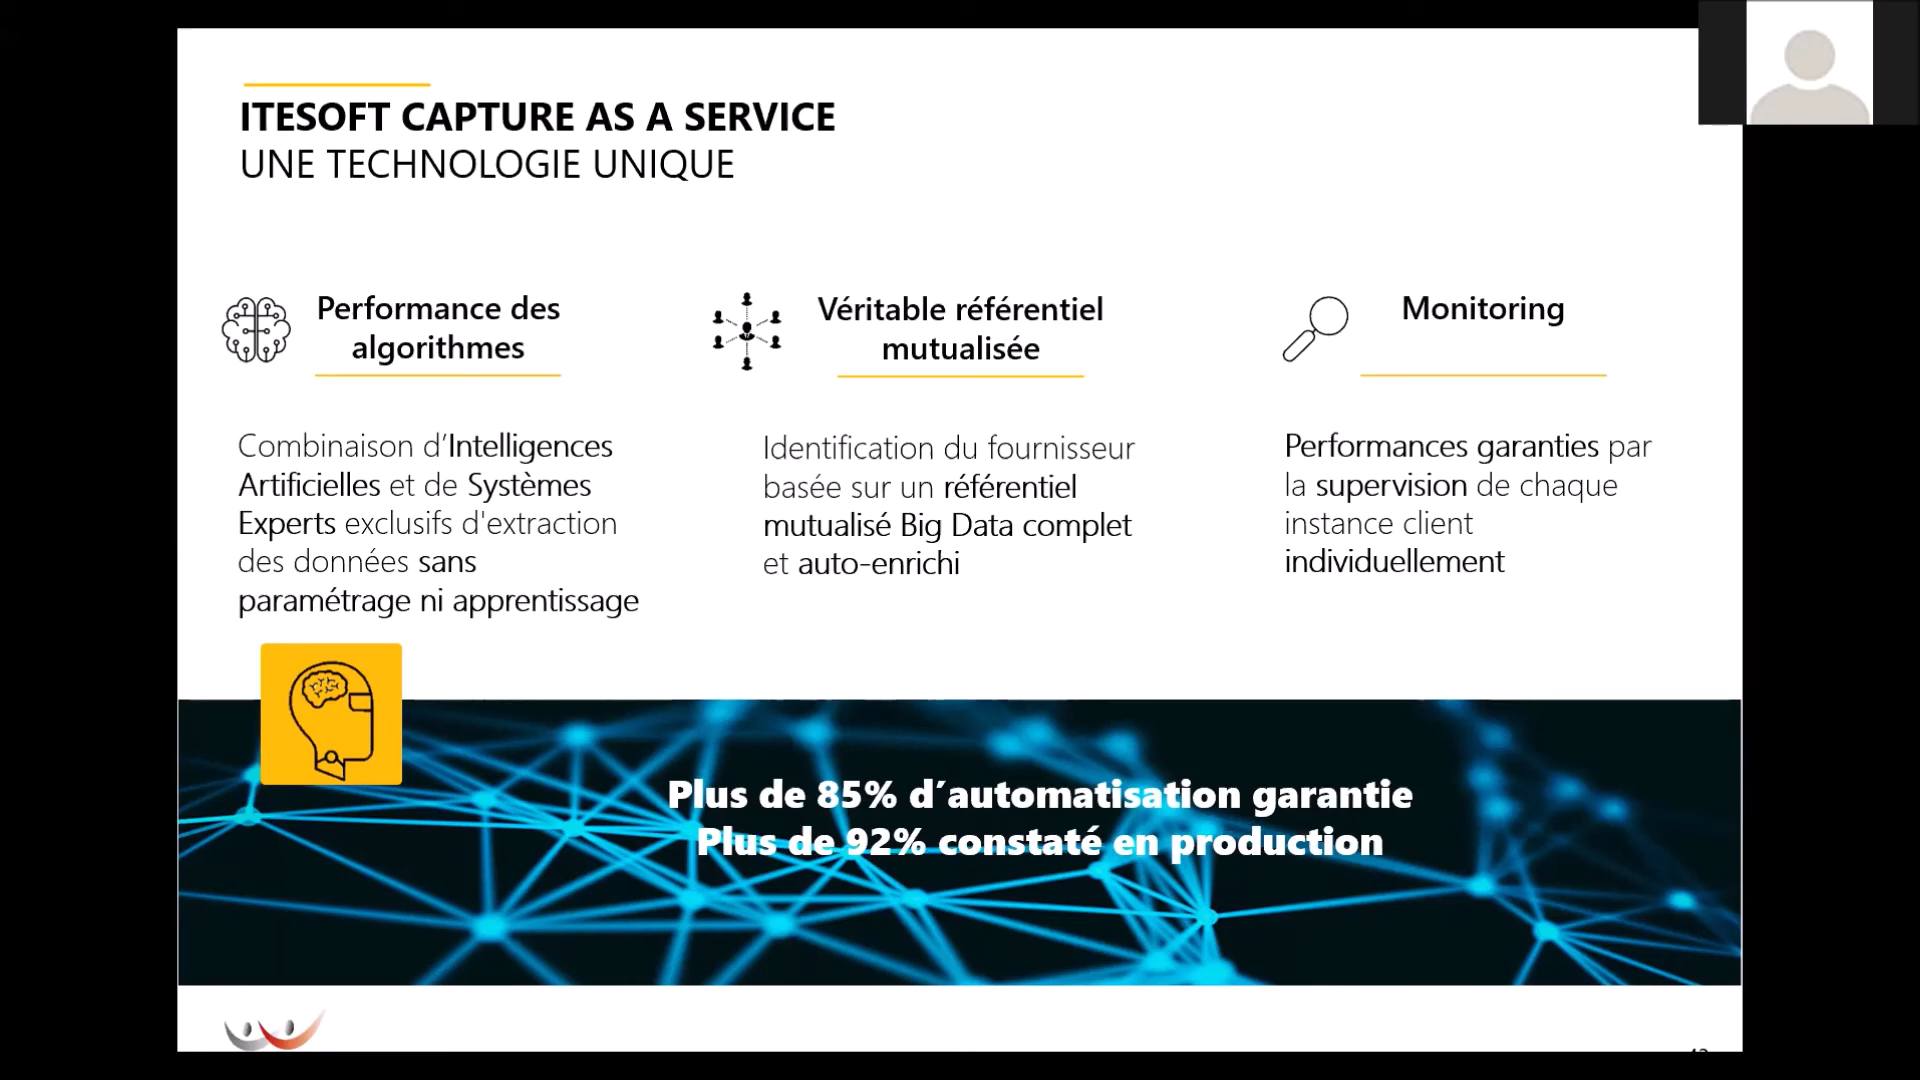 ITESOFT CAPTURE AS A SERVICE
UNE TECHNOLOGIE UNIQUE
Performance des
algorithmes
Combinaison d’Intelligences
Artificielles et de Systèmes
Experts exclusifs d'extraction
des données sans
paramétrage ni apprentissage
Véritable référentiel
mutualisée
Identification du fournisseur
basée sur un référentiel
mutualisé Big Data complet
et auto-enrichi
Monitoring
Performances garanties par
la supervision de chaque
instance client
individuellement
Plus de 85% d´automatisation garantie
Plus de 92% constaté en production